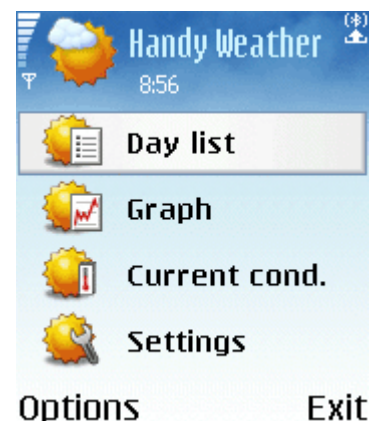 Handy Weather
8:56
Day list
Graph
Current cond.
Settings
Options Exit